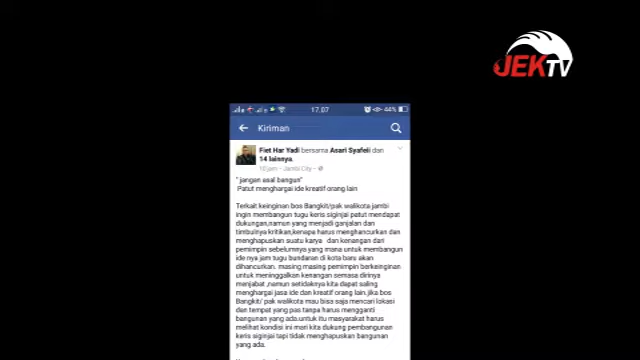 JEKTV
17.07
44%
Kiriman
Fiet Har Yadi bersama Asari Syafeii dan
14 lainnya.
10 jam · Jambi City ·
" jangan asal bangun"
Patut menghargai ide kreatif orang lain
Terkait keinginan bos Bangkit/pak walikota jambi
ingin membangun tugu keris siginjai patut mendapat
dukungan,namun yang menjadi ganjalan dan
timbulnya kritikan,kenapa harus menghancurkan dan
menghapuskan suatu karya dan kenangan dari
pemimpin sebelumnya yang mana untuk membangun
ide nya jam tugu bundaran di kota baru akan
dihancurkan. masing masing pemimpin berkeinginan
untuk meninggalkan kenangan semasa dirinya
menjabat ,namun setidaknya kita dapat saling
menghargai jasa ide dan kreatif orang lain,jika bos
Bangkit/ pak walikota mau bisa saja mencari lokasi
dan tempat yang pas tanpa harus mengganti
bangunan yang ada.untuk itu masyarakat harus
melihat kondisi ini mari kita dukung pembangunan
keris siginjai tapi tidak menghapuskan bangunan
yang ada.